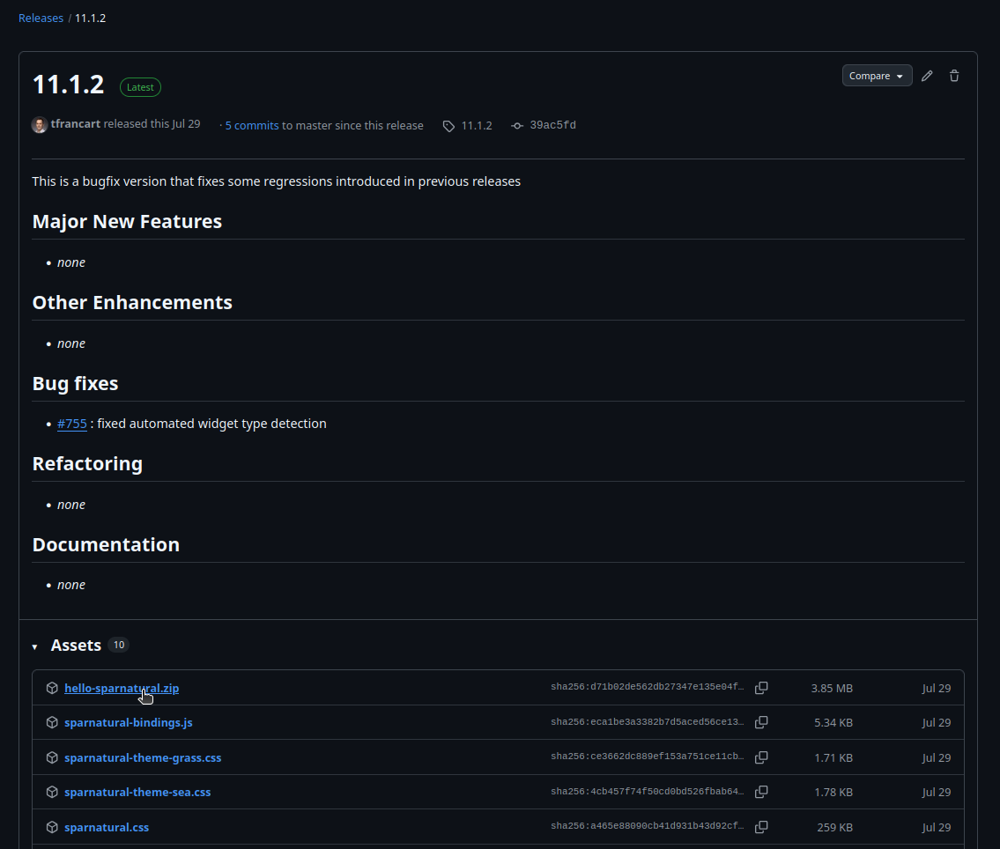 Releases / 11.1.2
11.1.2 Latest Compare
tfrancart released this Jul 29 · 5 commits to master since this release 11.1.2 39ac5fd
This is a bugfix version that fixes some regressions introduced in previous releases
Major New Features
• none
Other Enhancements
• none
Bug fixes
• #755 : fixed automated widget type detection
Refactoring
• none
Documentation
• none
Assets 10
hello-sparnatural.zip sha256:d71b02de562db27347e135e04f… 3.85 MB Jul 29
sparnatural-bindings.js sha256:eca1be3a3382b7d5aced56ce13… 5.34 KB Jul 29
sparnatural-theme-grass.css sha256:ce3662dc889ef153a751ce11cb… 1.71 KB Jul 29
sparnatural-theme-sea.css sha256:4cb457f74f50cd0bd526fbab64… 1.78 KB Jul 29
sparnatural.css sha256:a465e88090cb41d931b43d92cf… 259 KB Jul 29